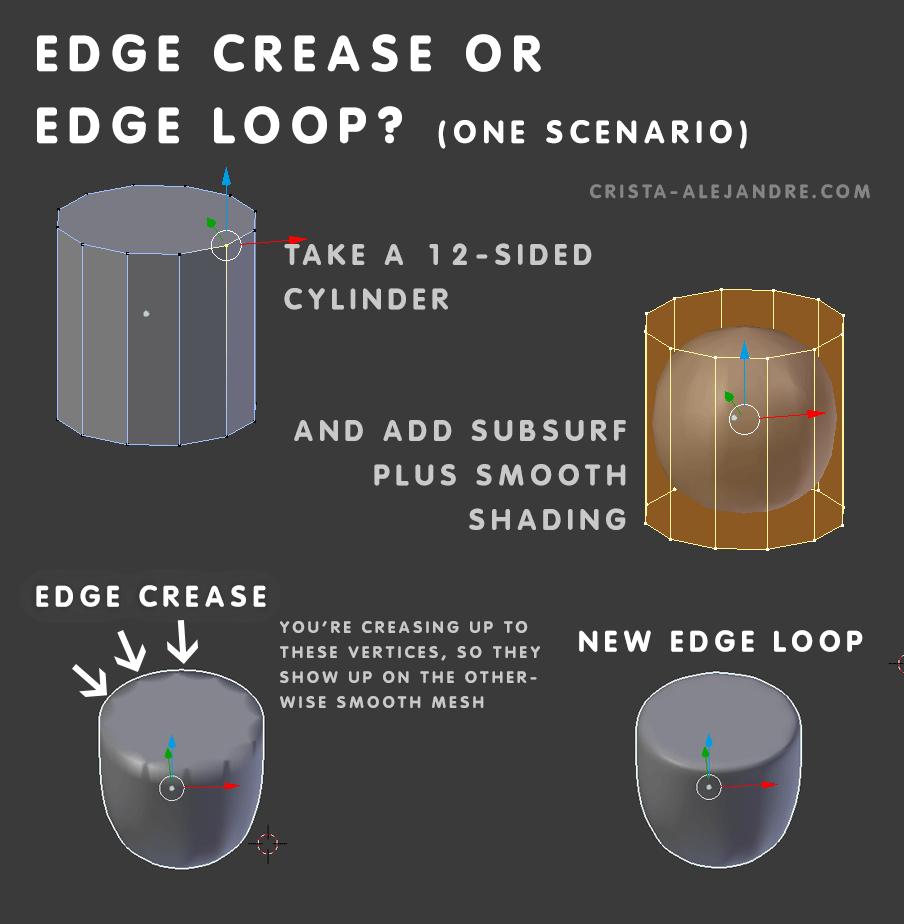 EDGE CREASE OR
EDGE LOOP? (ONE SCENARIO)
CRISTA-ALEJANDRE.COM
TAKE A 12-SIDED
CYLINDER
AND ADD SUBSURF
PLUS SMOOTH
SHADING
EDGE CREASE
YOU'RE CREASING UP TO
THESE VERTICES, SO THEY
SHOW UP ON THE OTHER-
WISE SMOOTH MESH
NEW EDGE LOOP